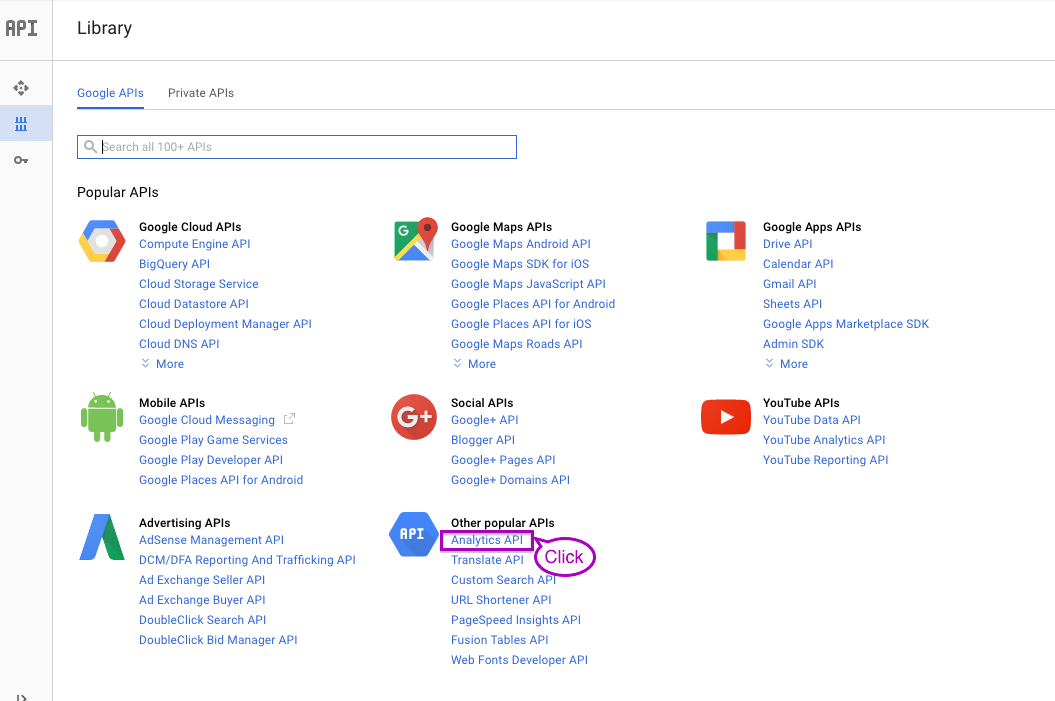 API
Library
Google APIs
Private APIs
Search all 100+ APIs
Popular APIs
Google Cloud APIs
Compute Engine API
BigQuery API
Cloud Storage Service
Cloud Datastore API
Cloud Deployment Manager API
Cloud DNS API
More
G
Google Maps APIs
Google Maps Android API
Google Maps SDK for iOS
Google Maps JavaScript API
Google Places API for Android
Google Places API for iOS
Google Maps Roads API
More
Google Apps APIs
Drive API
Calendar API
Gmail API
Sheets API
Google Apps Marketplace SDK
Admin SDK
More
Mobile APIs
Google Cloud Messaging
Google Play Game Services
Google Play Developer API
Google Places API for Android
G+
Social APIs
Google+ API
Blogger API
Google+ Pages API
Google+ Domains API
YouTube APIs
YouTube Data API
YouTube Analytics API
YouTube Reporting API
Advertising APIs
AdSense Management API
DCM/DFA Reporting And Trafficking API
Ad Exchange Seller API
Ad Exchange Buyer API
DoubleClick Search API
DoubleClick Bid Manager API
API
Other popular APIs
Analytics API
Click
Translate API
Custom Search API
URL Shortener API
PageSpeed Insights API
Fusion Tables API
Web Fonts Developer API